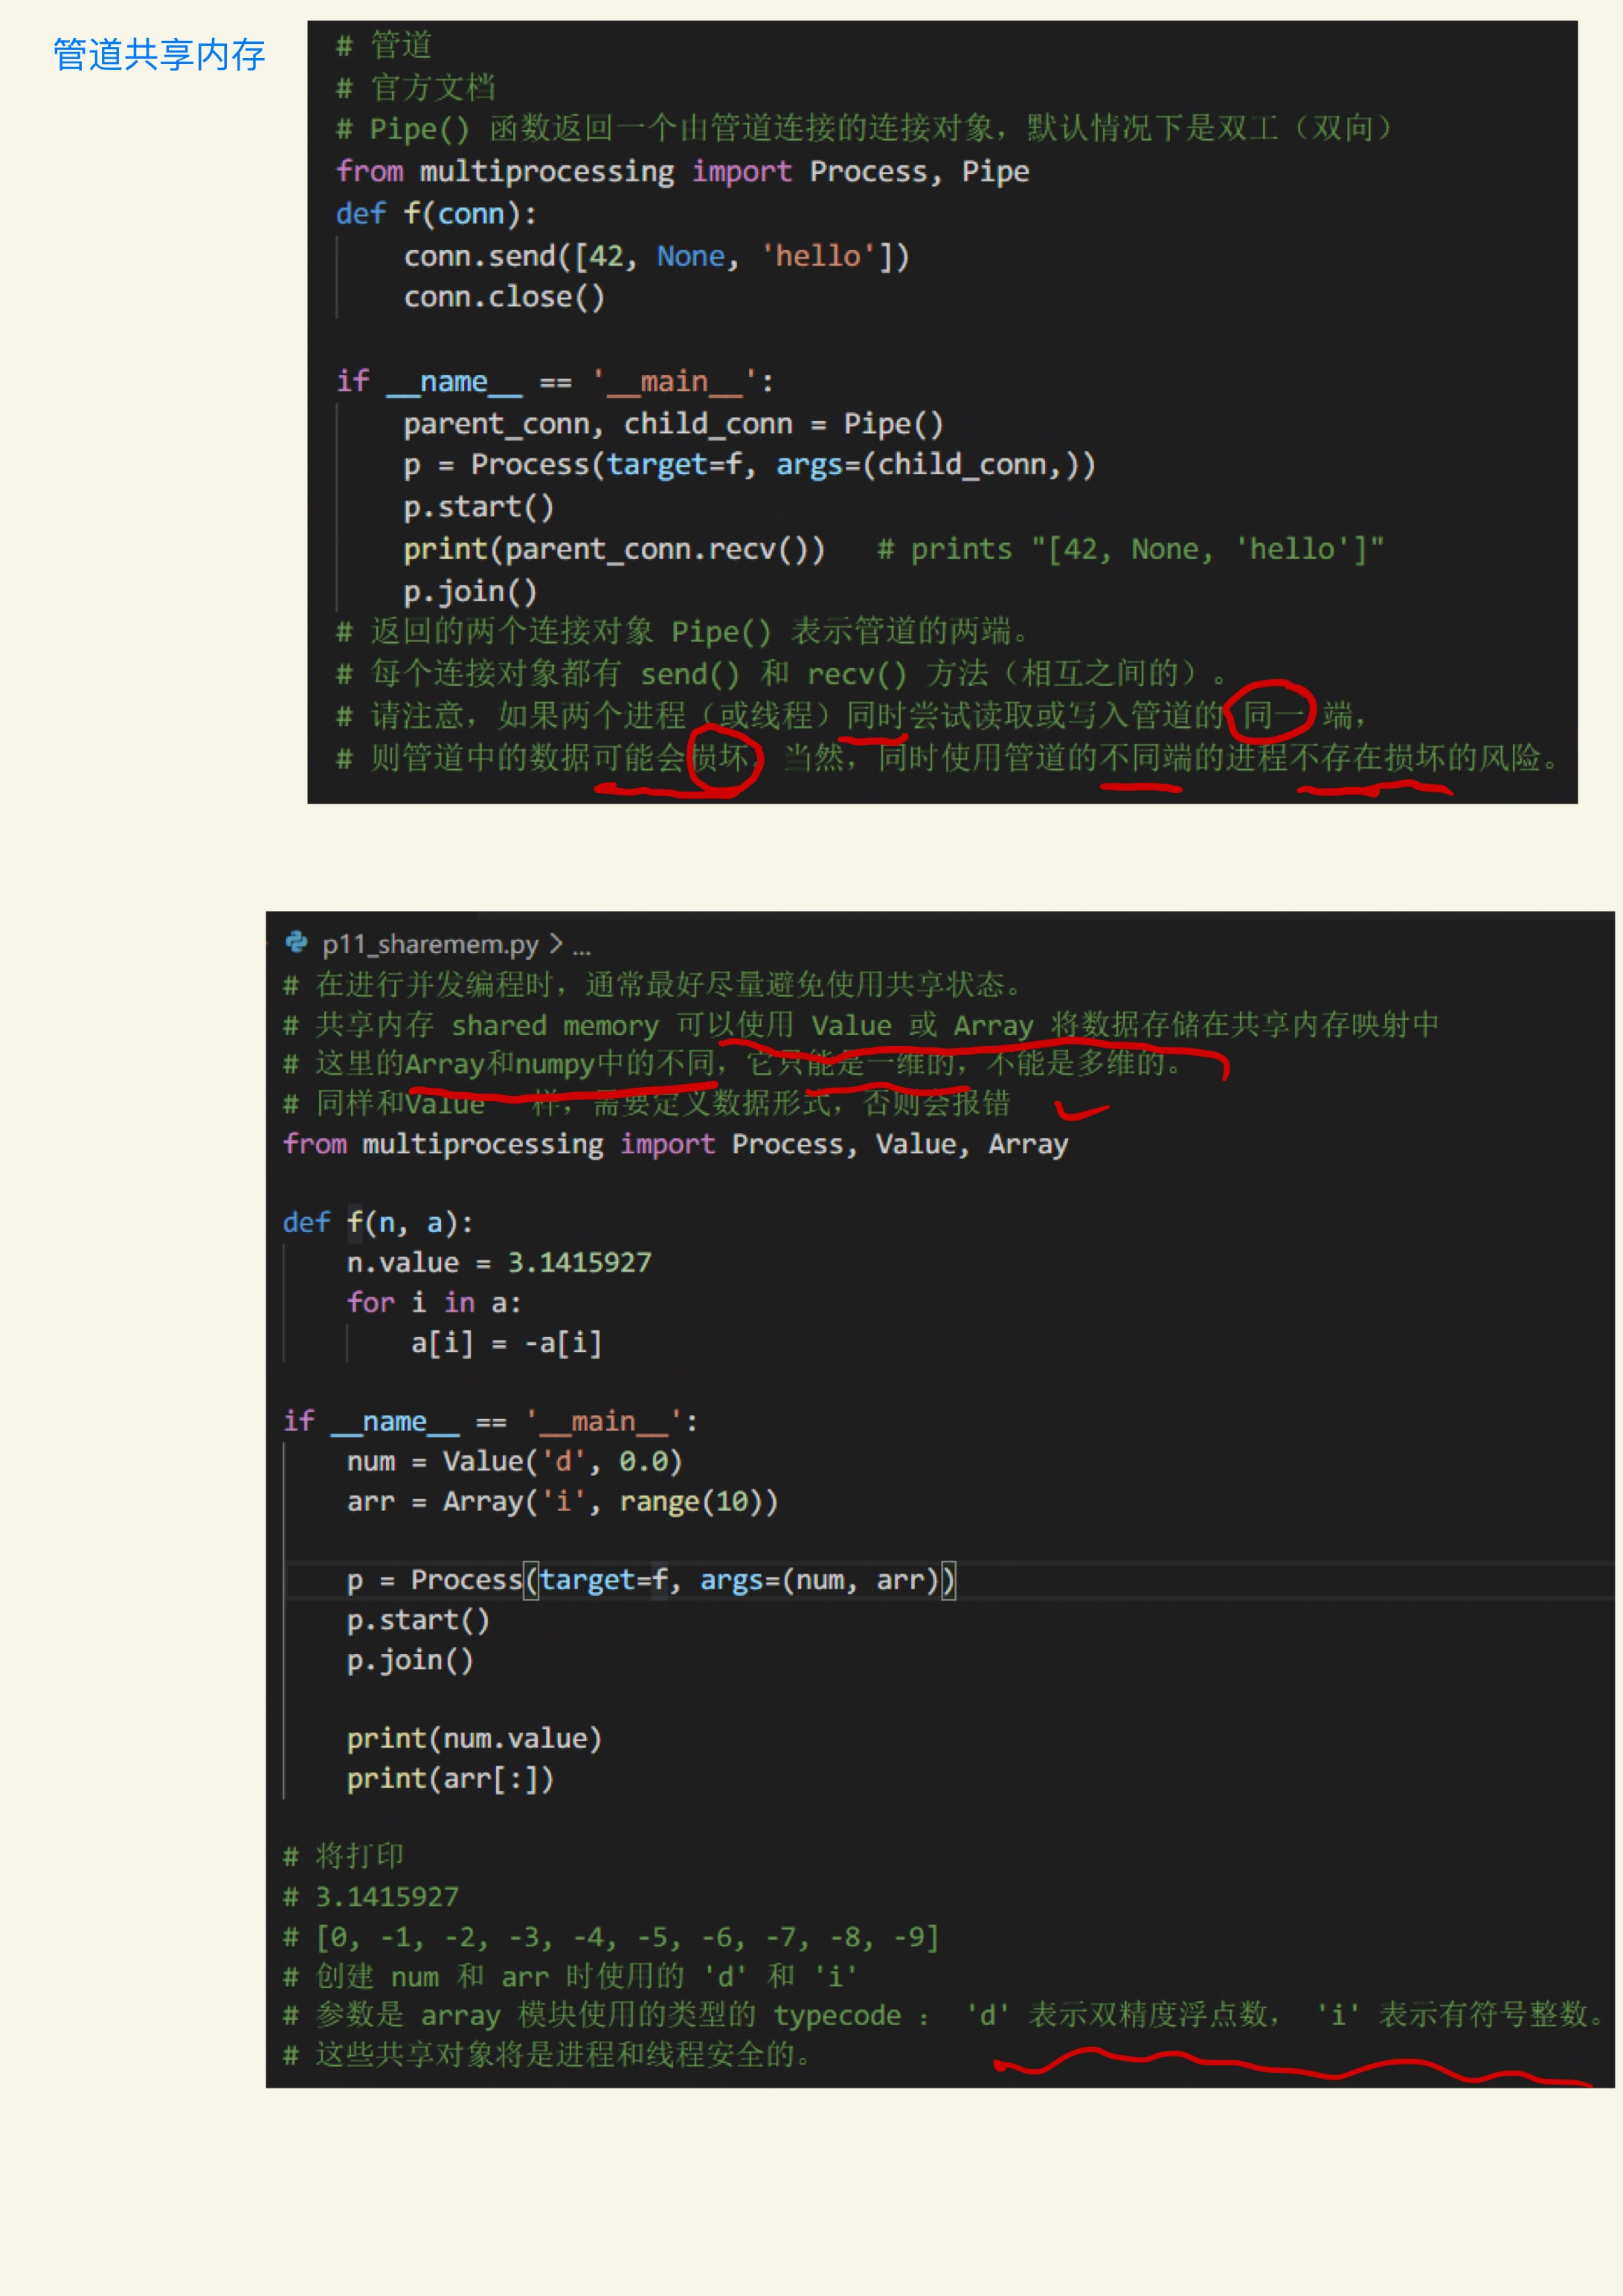 管道共享内存
# 管道
# 官方文档
# Pipe() 函数返回一个由管道连接的连接对象，默认情况下是双工（双向）
from multiprocessing import Process, Pipe
def f(conn):
    conn.send([42, None, 'hello'])
    conn.close()
if __name__ == '__main__':
    parent_conn, child_conn = Pipe()
    p = Process(target=f, args=(child_conn,))
    p.start()
    print(parent_conn.recv())   # prints "[42, None, 'hello']"
    p.join()
# 返回的两个连接对象 Pipe() 表示管道的两端。
# 每个连接对象都有 send() 和 recv() 方法（相互之间的）。
# 请注意，如果两个进程（或线程）同时尝试读取或写入管道的 同一 端，
# 则管道中的数据可能会损坏。当然，同时使用管道的不同端的进程不存在损坏的风险。
p11_sharemem.py > ...
# 在进行并发编程时，通常最好尽量避免使用共享状态。
# 共享内存 shared memory 可以使用 Value 或 Array 将数据存储在共享内存映射中
# 这里的Array和numpy中的不同，它只能是一维的，不能是多维的。
# 同样和Value 一样，需要定义数据形式，否则会报错
from multiprocessing import Process, Value, Array
def f(n, a):
    n.value = 3.1415927
    for i in a:
        a[i] = -a[i]
if __name__ == '__main__':
    num = Value('d', 0.0)
    arr = Array('i', range(10))
    p = Process(target=f, args=(num, arr))
    p.start()
    p.join()
    print(num.value)
    print(arr[:])
# 将打印
# 3.1415927
# [0, -1, -2, -3, -4, -5, -6, -7, -8, -9]
# 创建 num 和 arr 时使用的 'd' 和 'i'
# 参数是 array 模块使用的类型的 typecode ： 'd' 表示双精度浮点数， 'i' 表示有符号整数。
# 这些共享对象将是进程和线程安全的。